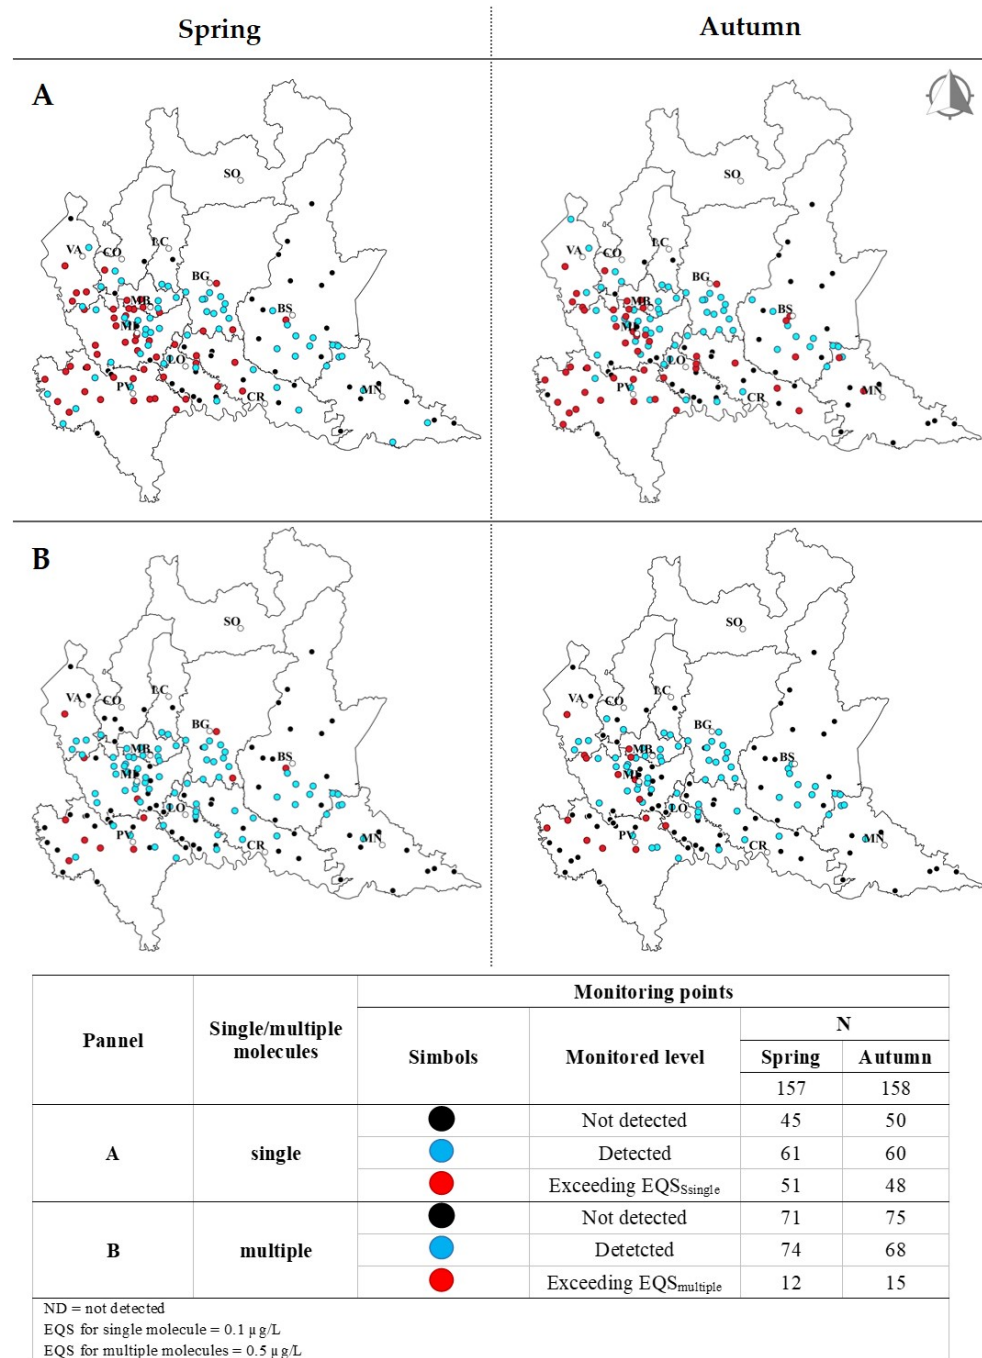 Spring
Autumn
A
SO
VA
CO
LC
BG
MB
BS
MI
LO
PV
CR
MN
SO
VA
CO
LC
BG
MB
BS
MI
LO
PV
CR
MN
B
SO
VA
CO
LC
BG
MB
BS
MI
LO
PV
CR
MN
SO
VA
CO
LC
BG
MB
BS
MI
LO
PV
CR
MN
Pannel
Single/multiple
molecules
Monitoring points
Simbols
Monitored level
N
Spring
Autumn
157
158
A
single
Not detected
45
50
Detected
61
60
Exceeding EQSSsingle
51
48
B
multiple
Not detected
71
75
Detetcted
74
68
Exceeding EQSmultiple
12
15
ND = not detected
EQS for single molecule = 0.1 µg/L
EQS for multiple molecules = 0.5 µg/L